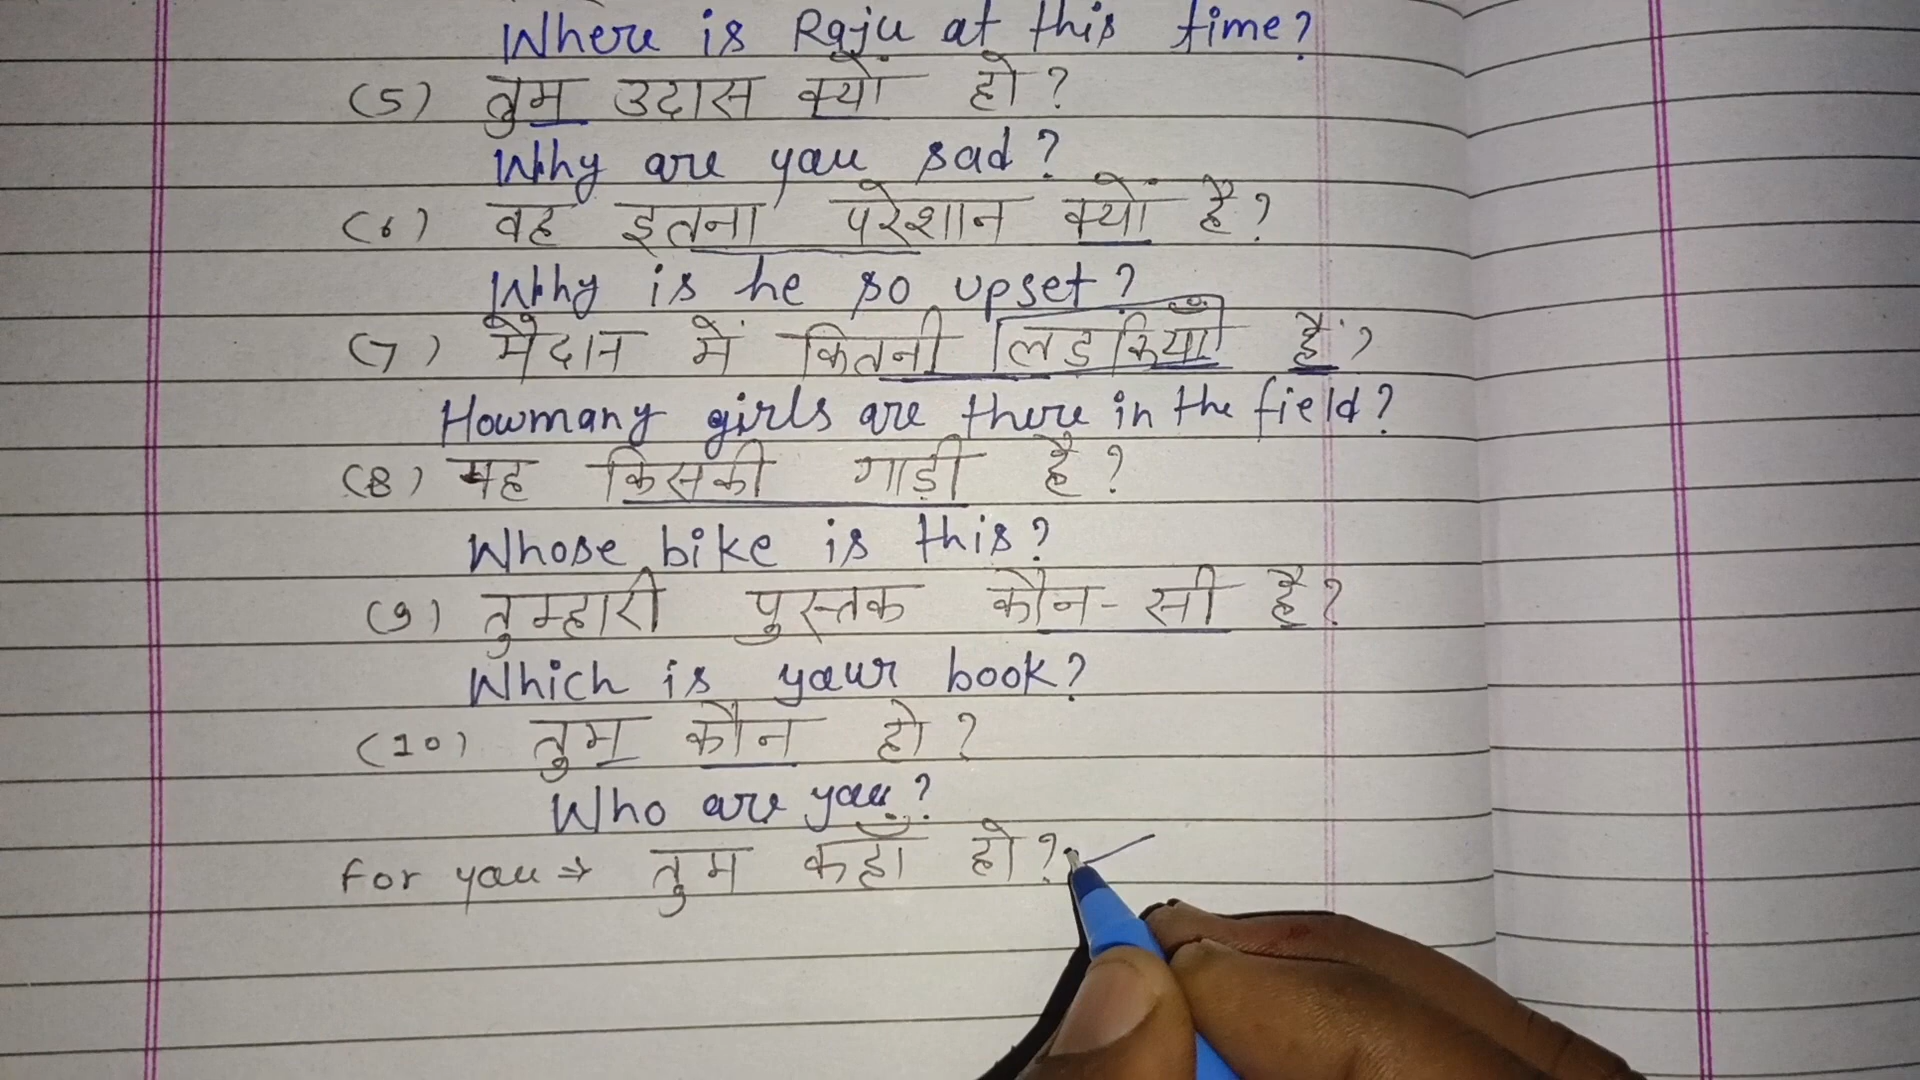 Where is Raju at this time?
(5) तुम उदास क्यों हो?
Why are you sad?
(6) वह इतना परेशान क्यों है?
Why is he so upset?
(7) मैदान में कितनी लडकियाँ हैं?
Howmany girls are there in the field?
(8) यह किसकी गाड़ी है?
Whose bike is this?
(9) तुम्हारी पुस्तक कौन-सी है?
Which is your book?
(10) तुम कौन हो?
Who are you?
For you → तुम कहाँ हो?